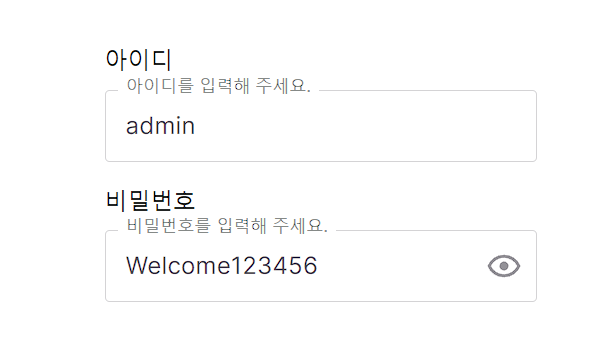 아이디
아이디를 입력해 주세요.
admin
비밀번호
비밀번호를 입력해 주세요.
Welcome123456